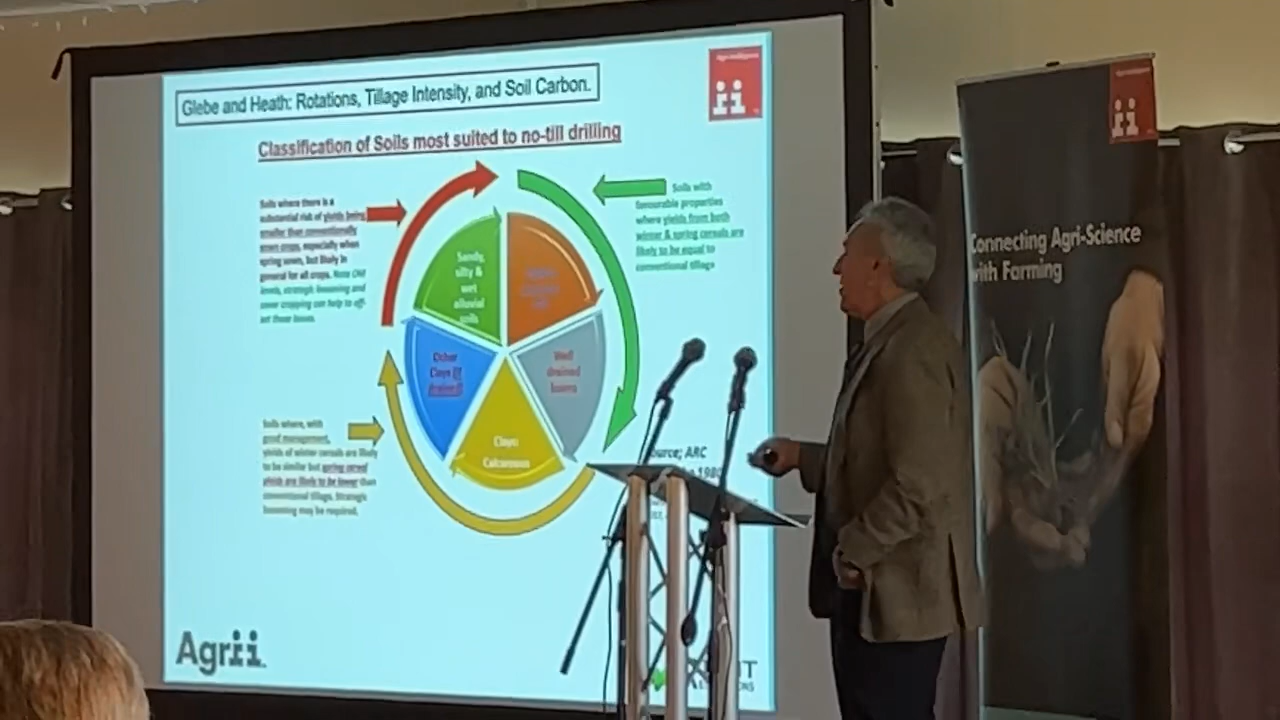 Glebe and Heath: Rotations, Tillage Intensity, and Soil Carbon.
Classification of Soils most suited to no-till drilling
Soils where there is a
substantial risk of yields being
smaller than conventionally
sown crops, especially when
spring sown, but likely in
general for all crops. Note OM
levels, strategic loosening and
cover cropping can help to off-
set these issues.
Soils with
favourable properties
where yields from both
winter & spring cereals are
likely to be equal to
conventional tillage
Sandy,
silty &
wet
alluvial
soils
Other
Clays (if
drained)
Well
drained
loams
Clays
Calcareous
Soils where, with
good management,
yields of winter cereals are likely
to be similar but spring cereal
yields are likely to be lower than
conventional tillage. Strategic
loosening may be required.
ource; ARC
198
Agrii
Connecting Agri-Science
with Farming